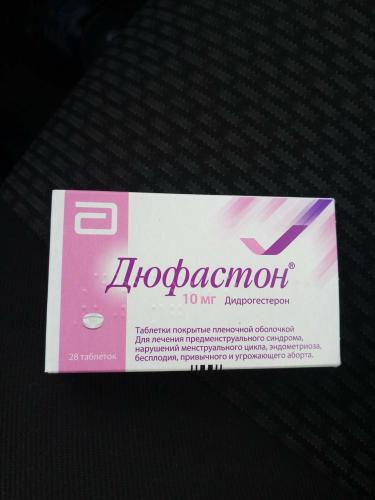 Дюфастон®
10 мг Дидрогестерон
Таблетки покрытые пленочной оболочкой
Для лечения предменструального синдрома,
нарушений менструального цикла, эндометриоза,
бесплодия, привычного и угрожающего аборта.
28 таблеток